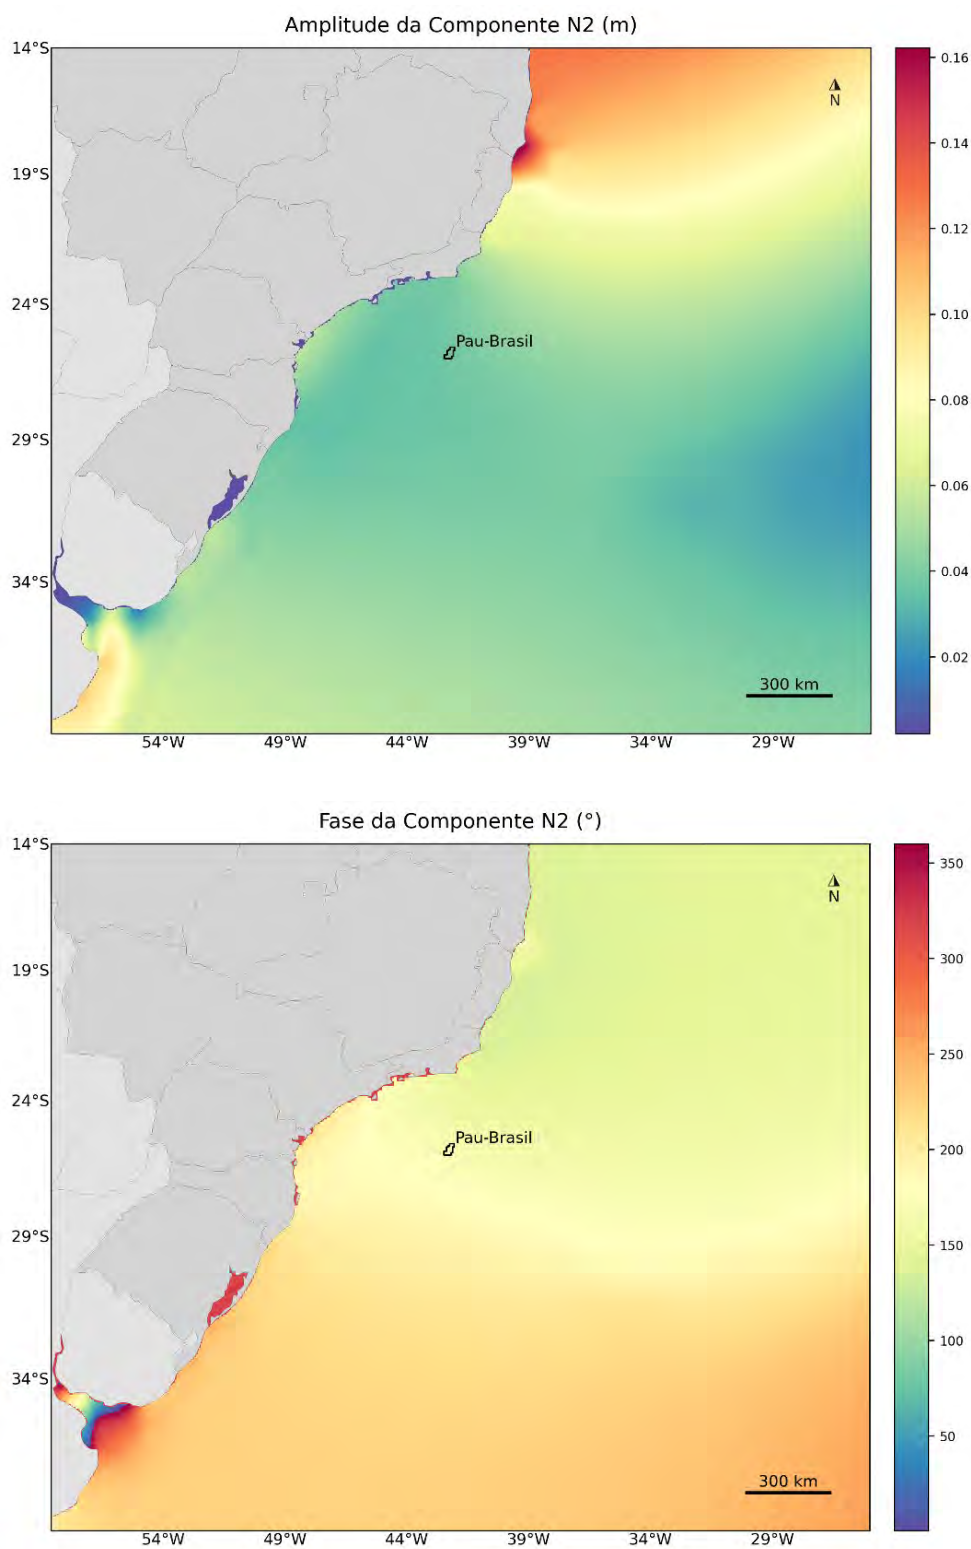 Amplitude da Componente N2 (m)
14°S
19°S
24°S
29°S
34°S
N
Pau-Brasil
300 km
54°W 49°W 44°W 39°W 34°W 29°W
0.16
0.14
0.12
0.10
0.08
0.06
0.04
0.02
Fase da Componente N2 (°)
14°S
19°S
24°S
29°S
34°S
N
Pau-Brasil
300 km
54°W 49°W 44°W 39°W 34°W 29°W
350
300
250
200
150
100
50